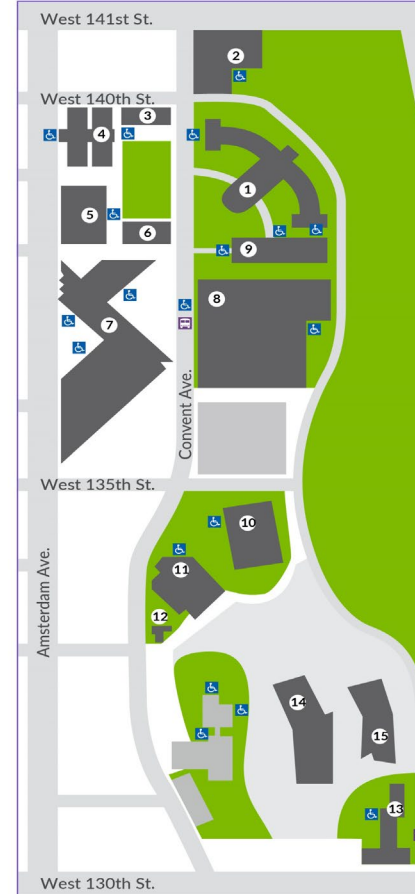 West 141st St.
2
West 140th St.
3
4
1
5
6
9
8
7
Convent Ave.
West 135th St.
10
11
12
Amsterdam Ave.
14
15
13
West 130th St.